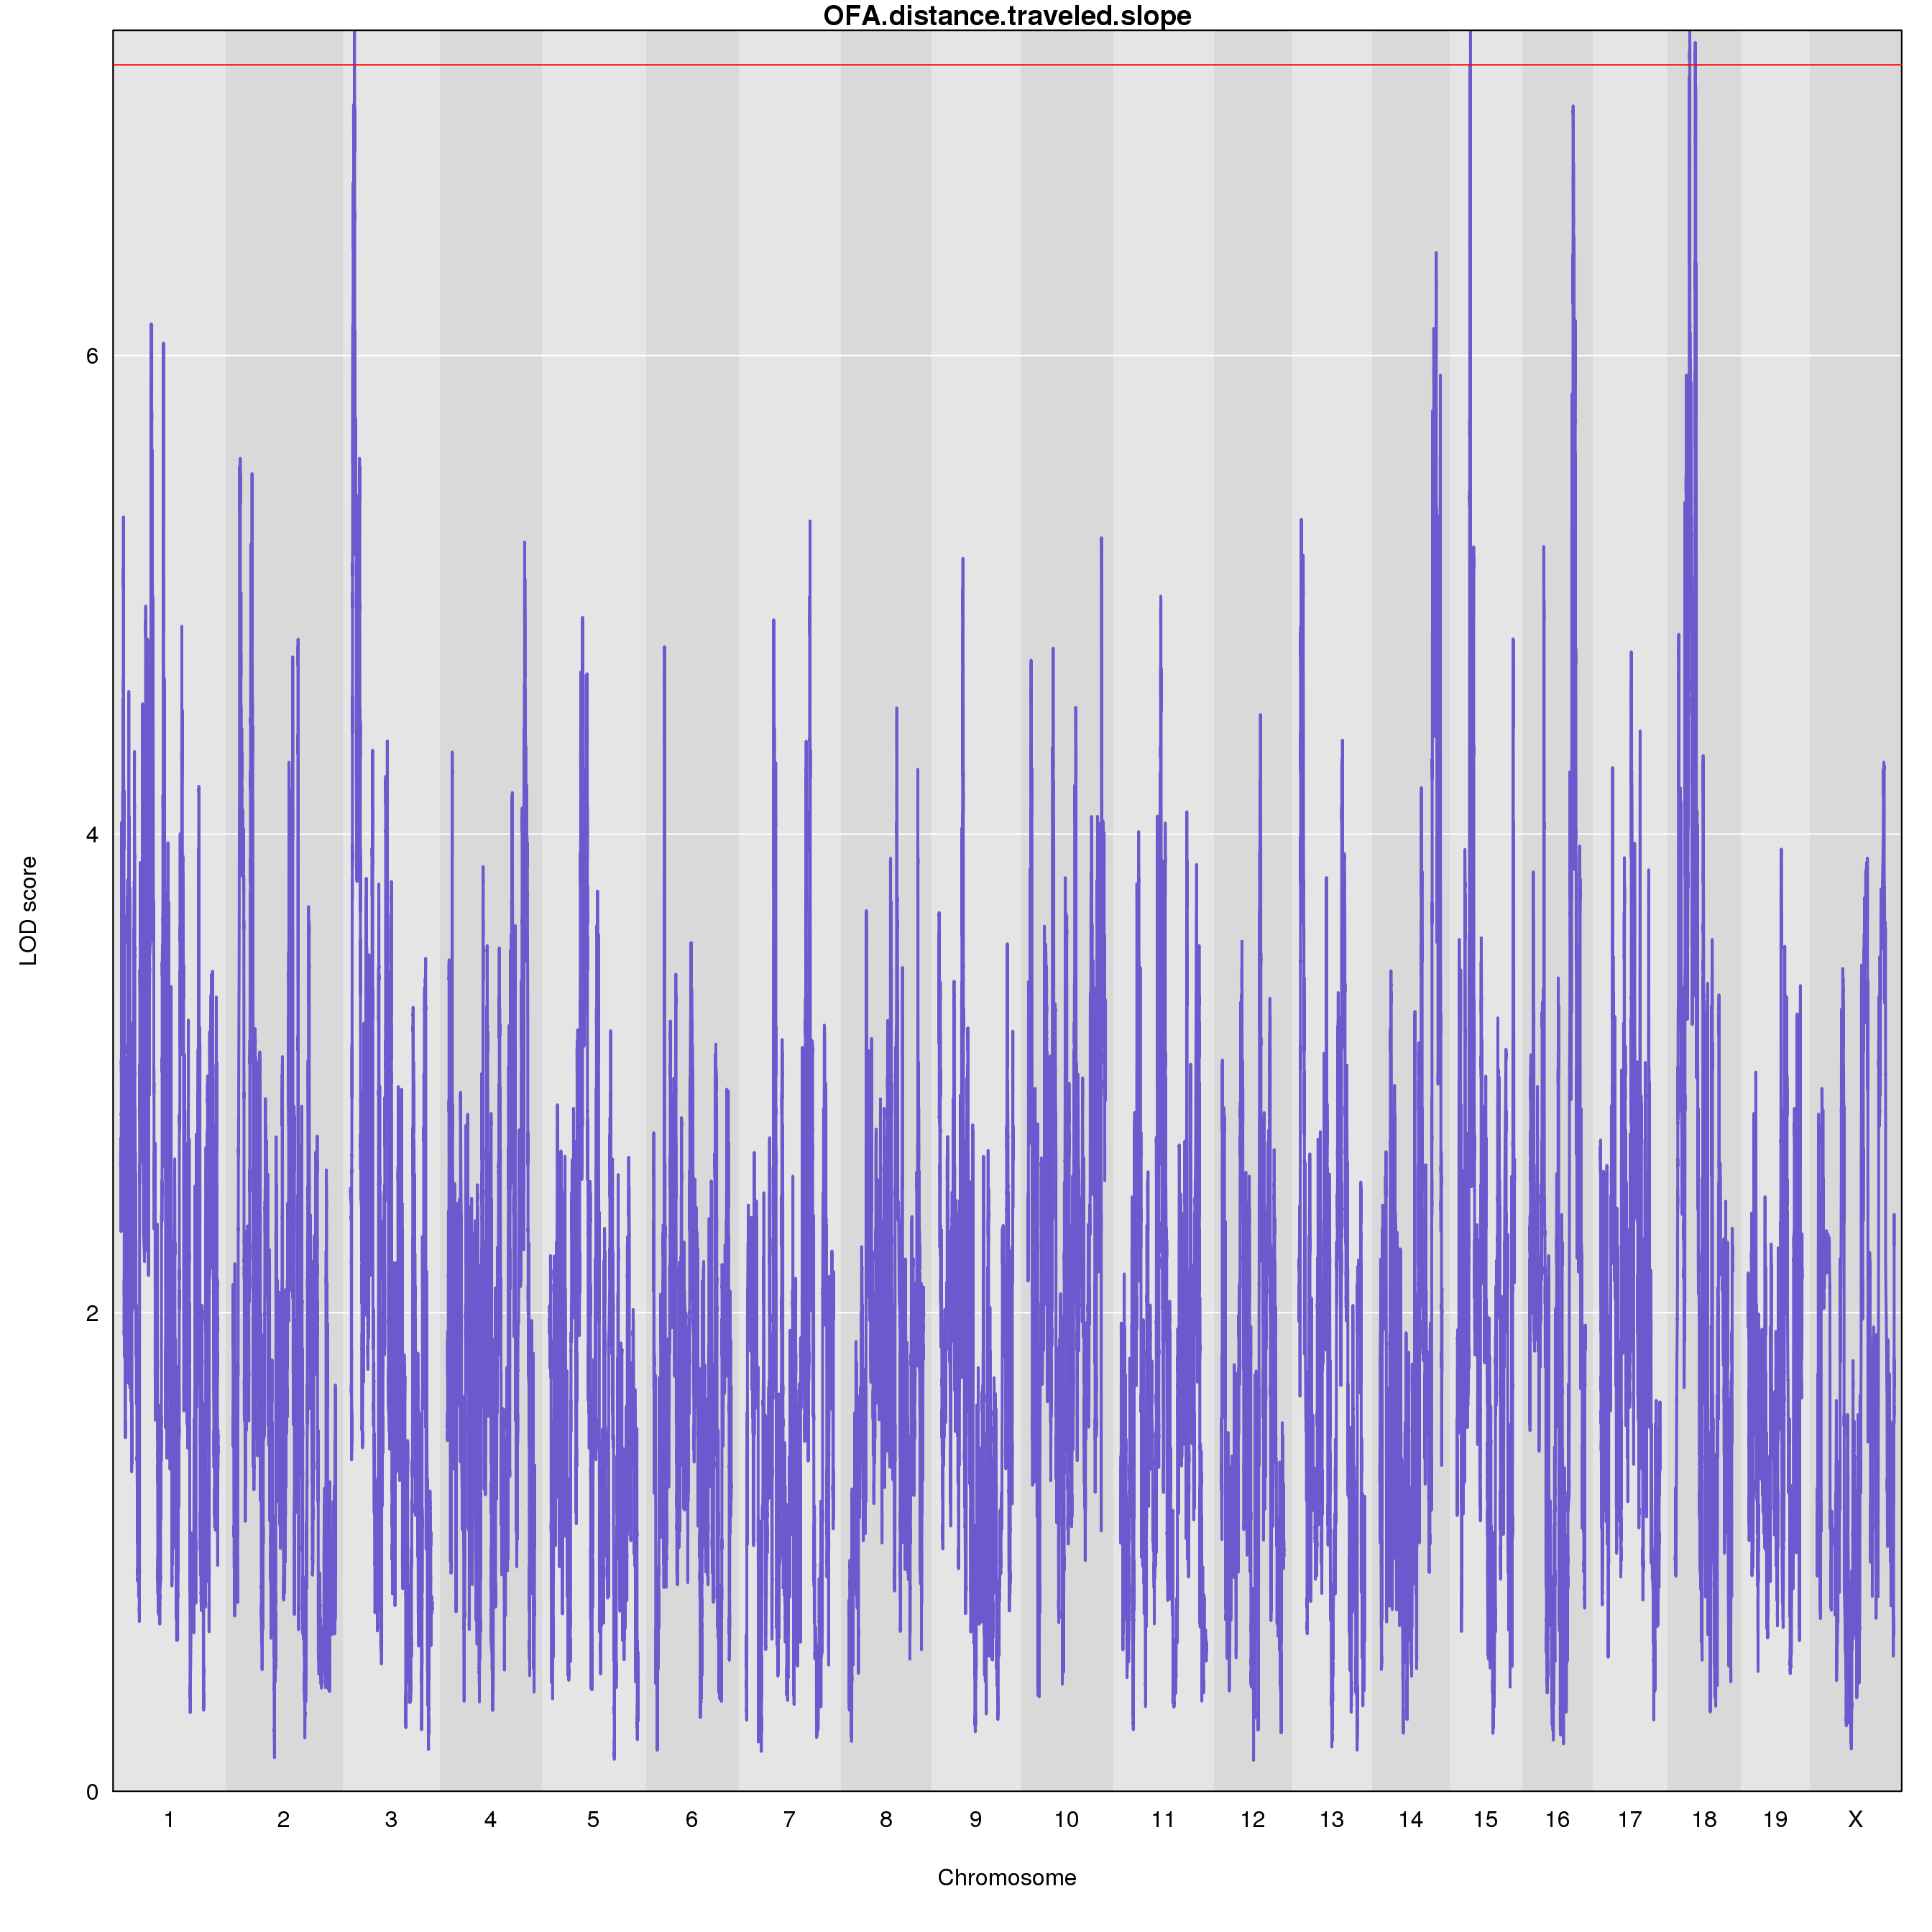 OFA.distance.traveled.slope
LOD score
6
4
2
0
1 2 3 4 5 6 7 8 9 10 11 12 13 14 15 16 17 18 19 X
Chromosome